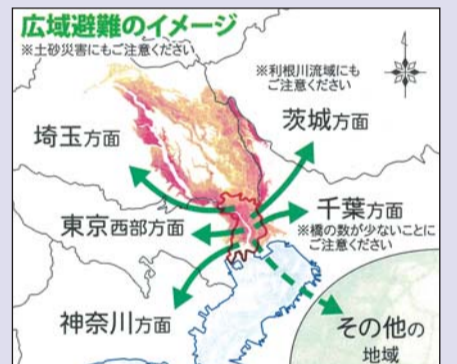 広域避難のイメージ
※土砂災害にもご注意ください
※利根川流域にも
ご注意ください
茨城方面
埼玉方面
千葉方面
※橋の数が少ないことに
ご注意ください
東京西部方面
神奈川方面
その他の
地域